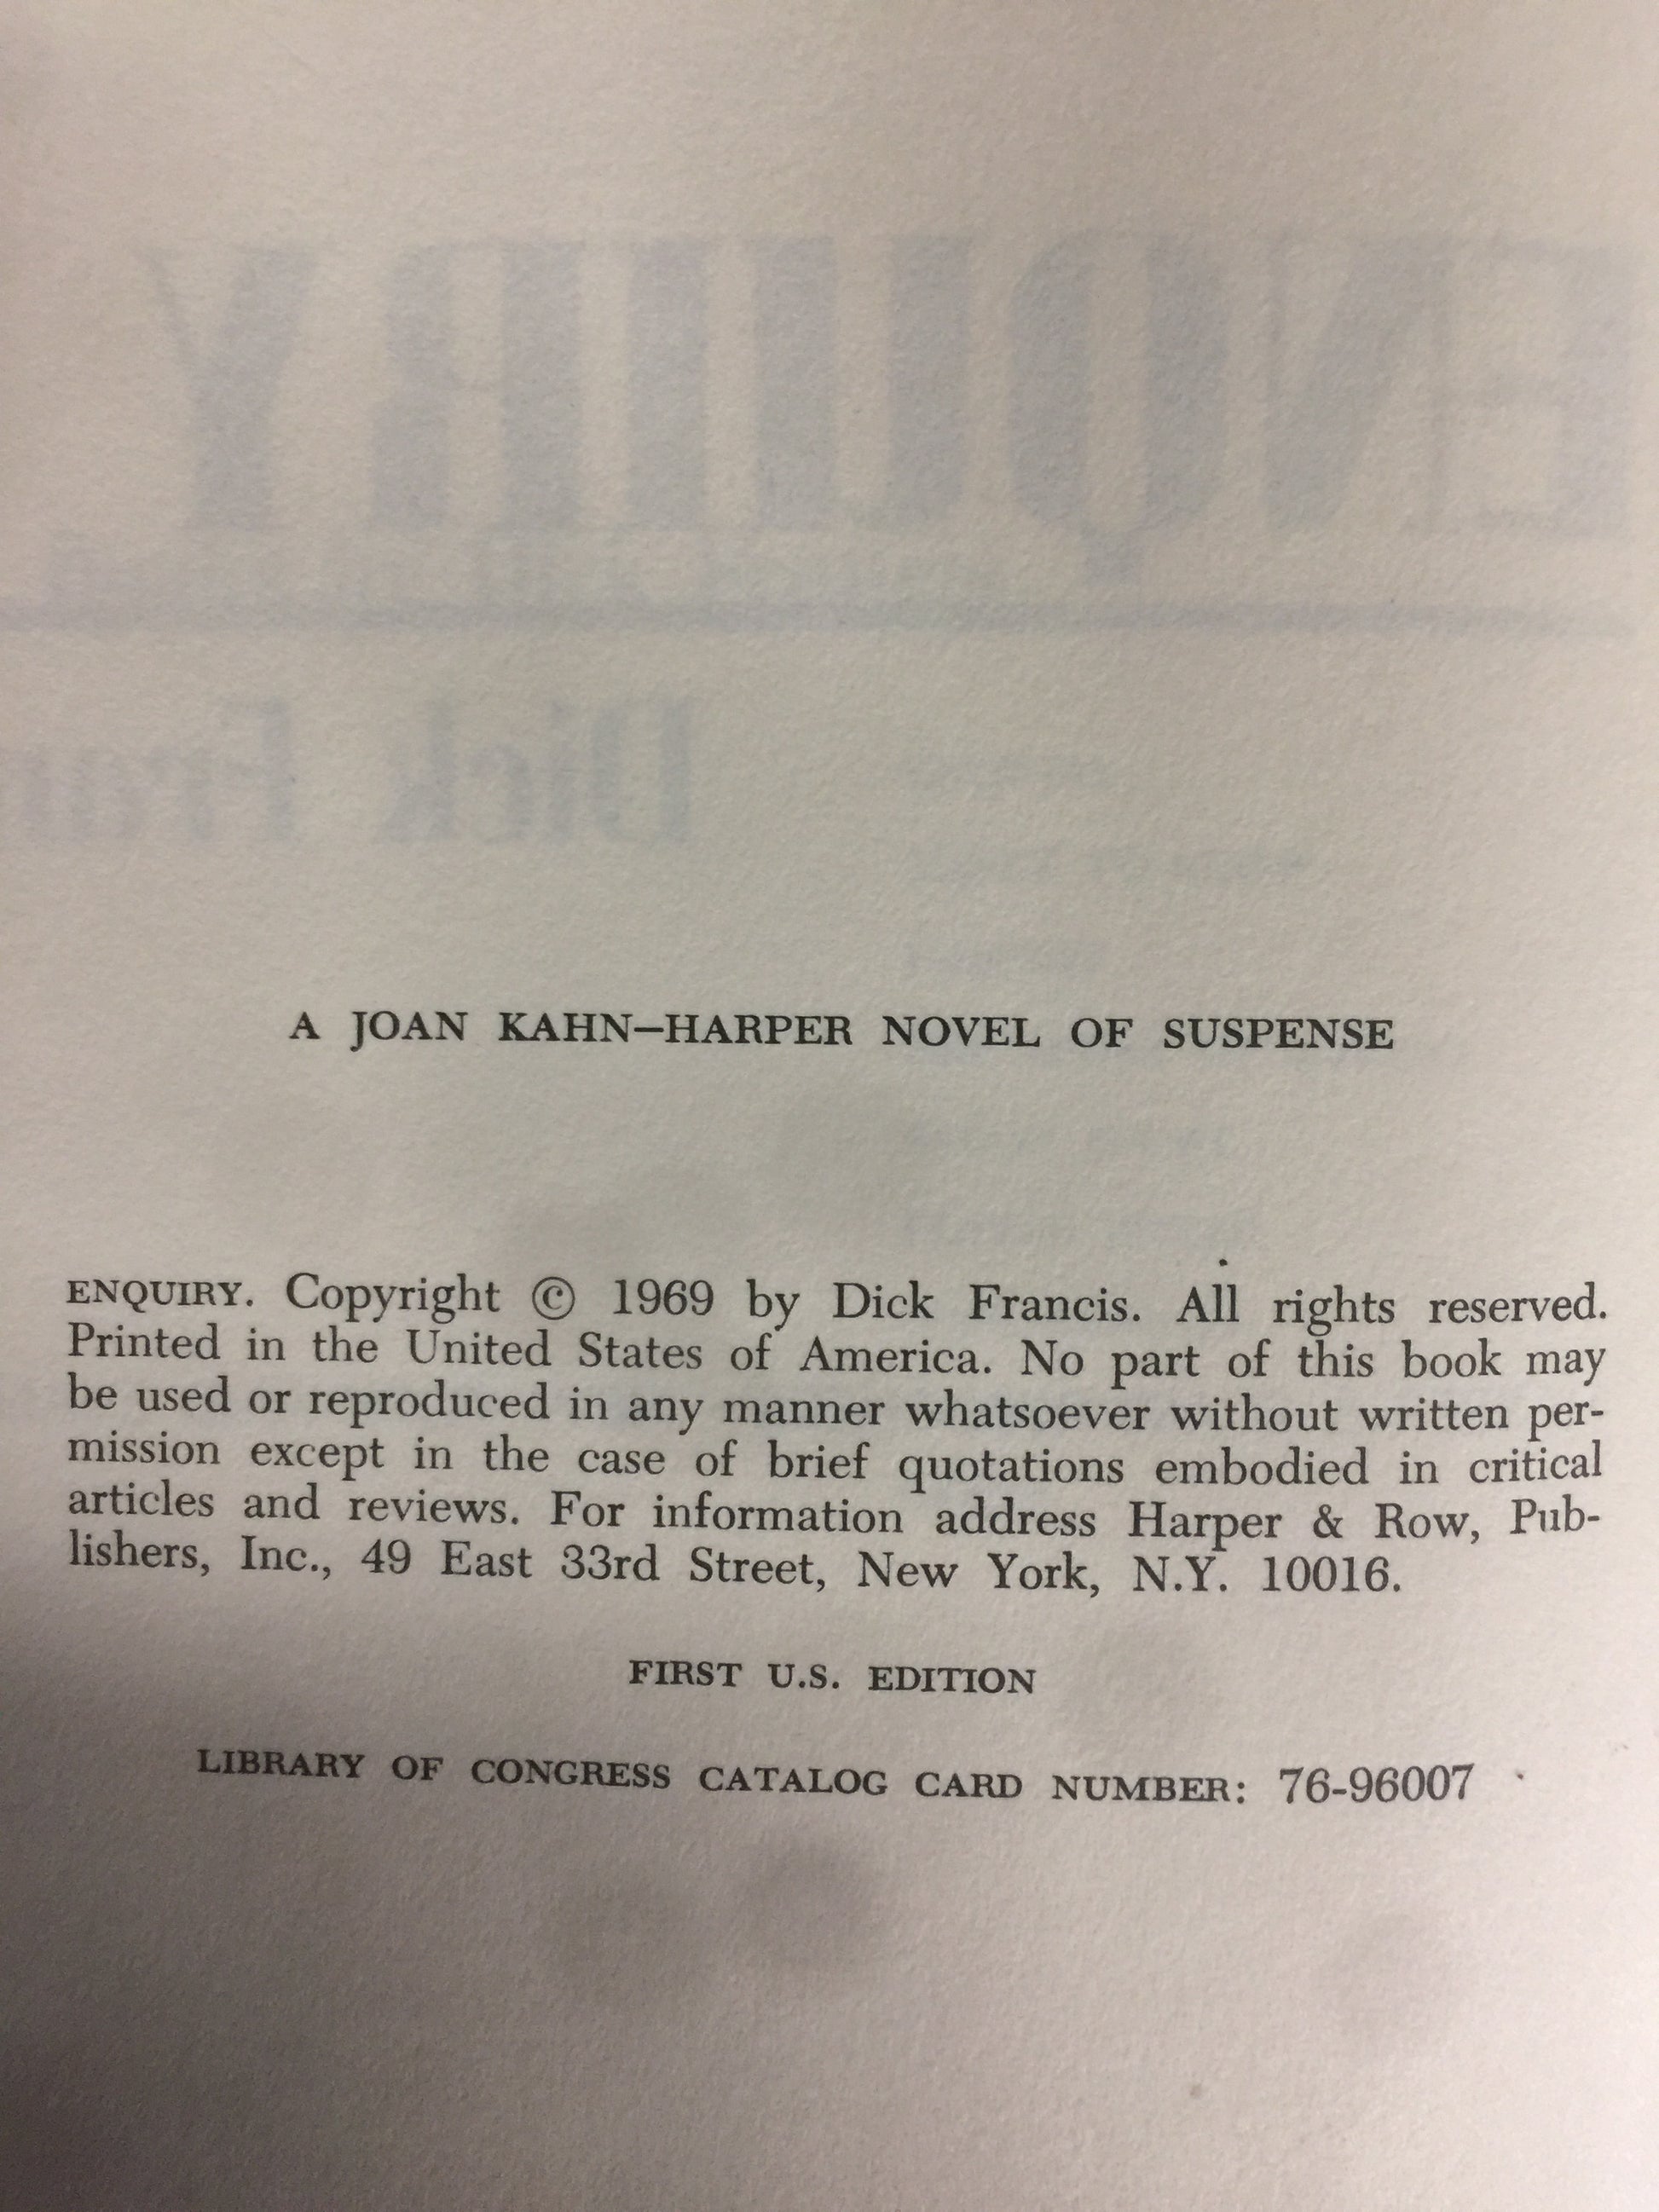 ENQUIRY
Dick Fran
A JOAN KAHN—HARPER NOVEL OF SUSPENSE
ENQUIRY. Copyright © 1969 by Dick Francis. All rights reserved.
Printed in the United States of America. No part of this book may
be used or reproduced in any manner whatsoever without written per-
mission except in the case of brief quotations embodied in critical
articles and reviews. For information address Harper & Row, Pub-
lishers, Inc., 49 East 33rd Street, New York, N.Y. 10016.
FIRST U.S. EDITION
LIBRARY OF CONGRESS CATALOG CARD NUMBER: 76-96007